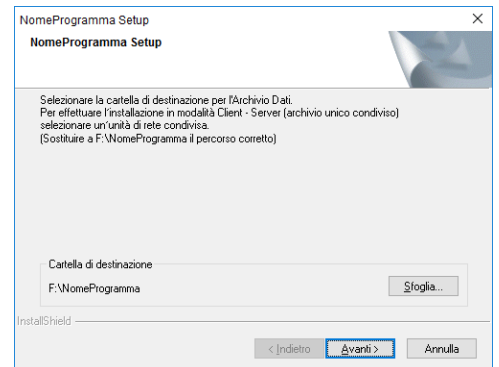 NomeProgramma Setup
NomeProgramma Setup
Selezionare la cartella di destinazione per l'Archivio Dati.
Per effettuare l'installazione in modalità Client - Server (archivio unico condiviso)
selezionare un'unità di rete condivisa.
(Sostituire a F:\NomeProgramma il percorso corretto)
Cartella di destinazione
F:\NomeProgramma
Sfoglia...
InstallShield
< Indietro
Avanti >
Annulla